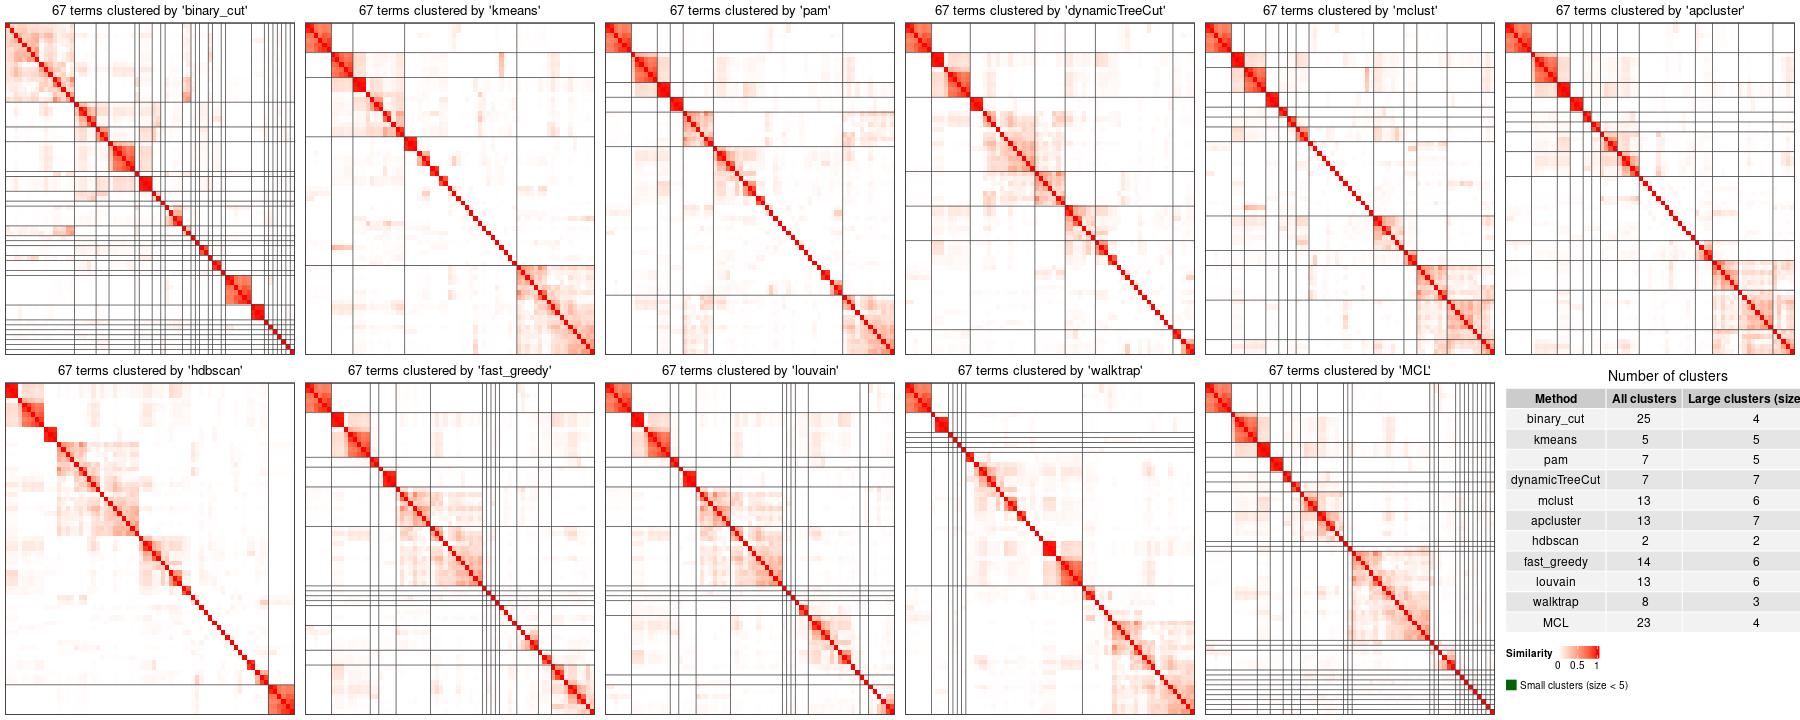 67 terms clustered by 'binary_cut'
67 terms clustered by 'kmeans'
67 terms clustered by 'pam'
67 terms clustered by 'dynamicTreeCut'
67 terms clustered by 'mclust'
67 terms clustered by 'apcluster'
67 terms clustered by 'hdbscan'
67 terms clustered by 'fast_greedy'
67 terms clustered by 'louvain'
67 terms clustered by 'walktrap'
67 terms clustered by 'MCL'
Number of clusters
Method All clusters Large clusters (size
binary_cut 25 4
kmeans 5 5
pam 7 5
dynamicTreeCut 7 7
mclust 13 6
apcluster 13 7
hdbscan 2 2
fast_greedy 14 6
louvain 13 6
walktrap 8 3
MCL 23 4
Similarity
0 0.5 1
Small clusters (size < 5)